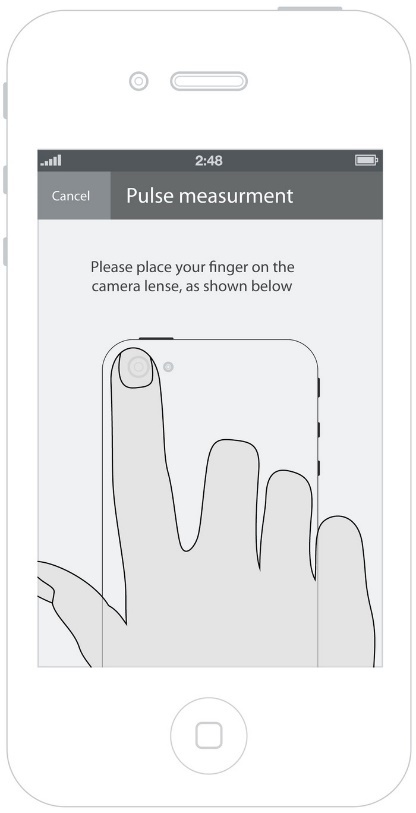 2:48
Cancel Pulse measurment
Please place your finger on the
camera lense, as shown below